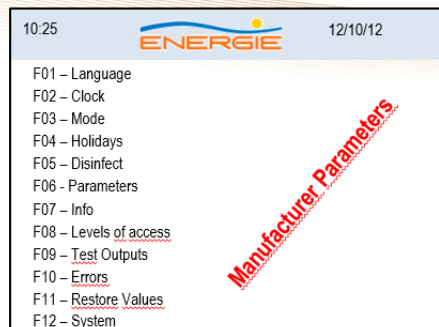 10:25
ENERGIE
12/10/12
F01 – Language
F02 – Clock
F03 – Mode
F04 – Holidays
F05 – Disinfect
F06 - Parameters
F07 – Info
F08 – Levels of access
F09 – Test Outputs
F10 – Errors
F11 – Restore Values
F12 – System
Manufacturer Parameters